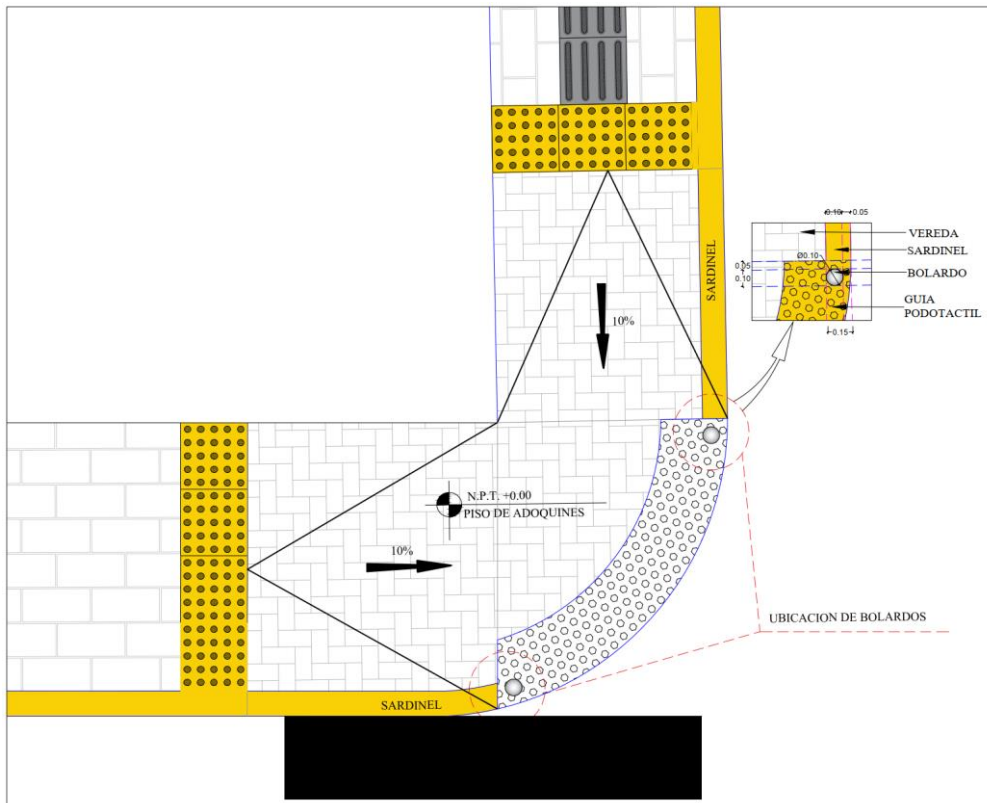 SARDINEL
0.10
0.05
VEREDA
SARDINEL
Ø0.10
BOLARDO
0.05
0.10
GUIA
PODOTACTIL
0.15
10%
N.P.T. +0.00
PISO DE ADOQUINES
10%
UBICACION DE BOLARDOS
SARDINEL